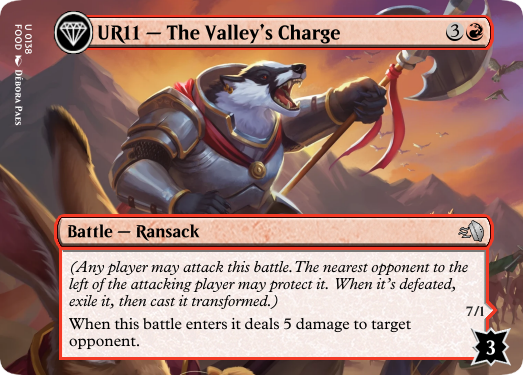 UR11 — The Valley's Charge 3
U 0138
FOOD DÉBORA PAES
Battle — Ransack
(Any player may attack this battle.The nearest opponent to the
left of the attacking player may protect it. When it's defeated,
exile it, then cast it transformed.)
When this battle enters it deals 5 damage to target
opponent.
7/1
3